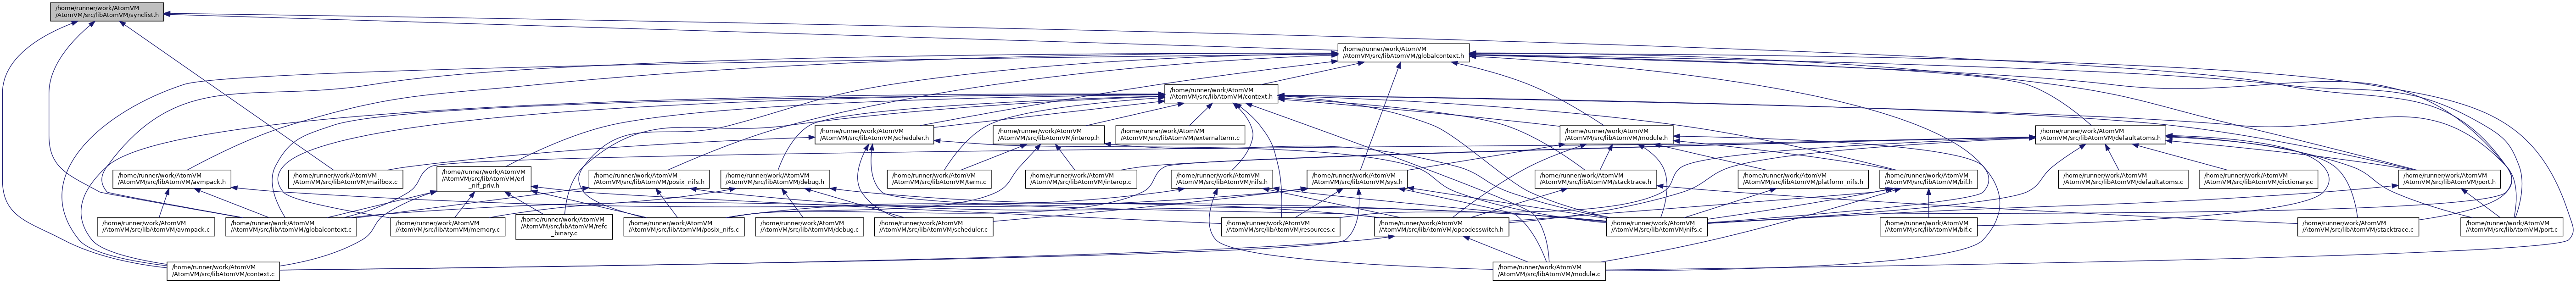 /home/runner/work/AtomVM
/AtomVM/src/libAtomVM/synclist.h
/home/runner/work/AtomVM
/AtomVM/src/libAtomVM/globalcontext.h
/home/runner/work/AtomVM
/AtomVM/src/libAtomVM/context.h
/home/runner/work/AtomVM
/AtomVM/src/libAtomVM/scheduler.h
/home/runner/work/AtomVM
/AtomVM/src/libAtomVM/interop.h
/home/runner/work/AtomVM
/AtomVM/src/libAtomVM/externalterm.c
/home/runner/work/AtomVM
/AtomVM/src/libAtomVM/module.h
/home/runner/work/AtomVM
/AtomVM/src/libAtomVM/defaultatoms.h
/home/runner/work/AtomVM
/AtomVM/src/libAtomVM/avmpack.h
/home/runner/work/AtomVM
/AtomVM/src/libAtomVM/mailbox.c
/home/runner/work/AtomVM
/AtomVM/src/libAtomVM/erl
_nif_priv.h
/home/runner/work/AtomVM
/AtomVM/src/libAtomVM/posix_nifs.h
/home/runner/work/AtomVM
/AtomVM/src/libAtomVM/debug.h
/home/runner/work/AtomVM
/AtomVM/src/libAtomVM/term.c
/home/runner/work/AtomVM
/AtomVM/src/libAtomVM/interop.c
/home/runner/work/AtomVM
/AtomVM/src/libAtomVM/nifs.h
/home/runner/work/AtomVM
/AtomVM/src/libAtomVM/sys.h
/home/runner/work/AtomVM
/AtomVM/src/libAtomVM/stacktrace.h
/home/runner/work/AtomVM
/AtomVM/src/libAtomVM/platform_nifs.h
/home/runner/work/AtomVM
/AtomVM/src/libAtomVM/bif.h
/home/runner/work/AtomVM
/AtomVM/src/libAtomVM/defaultatoms.c
/home/runner/work/AtomVM
/AtomVM/src/libAtomVM/dictionary.c
/home/runner/work/AtomVM
/AtomVM/src/libAtomVM/port.h
/home/runner/work/AtomVM
/AtomVM/src/libAtomVM/avmpack.c
/home/runner/work/AtomVM
/AtomVM/src/libAtomVM/globalcontext.c
/home/runner/work/AtomVM
/AtomVM/src/libAtomVM/memory.c
/home/runner/work/AtomVM
/AtomVM/src/libAtomVM/refc
_binary.c
/home/runner/work/AtomVM
/AtomVM/src/libAtomVM/posix_nifs.c
/home/runner/work/AtomVM
/AtomVM/src/libAtomVM/debug.c
/home/runner/work/AtomVM
/AtomVM/src/libAtomVM/scheduler.c
/home/runner/work/AtomVM
/AtomVM/src/libAtomVM/resources.c
/home/runner/work/AtomVM
/AtomVM/src/libAtomVM/opcodesswitch.h
/home/runner/work/AtomVM
/AtomVM/src/libAtomVM/nifs.c
/home/runner/work/AtomVM
/AtomVM/src/libAtomVM/bif.c
/home/runner/work/AtomVM
/AtomVM/src/libAtomVM/stacktrace.c
/home/runner/work/AtomVM
/AtomVM/src/libAtomVM/port.c
/home/runner/work/AtomVM
/AtomVM/src/libAtomVM/context.c
/home/runner/work/AtomVM
/AtomVM/src/libAtomVM/module.c